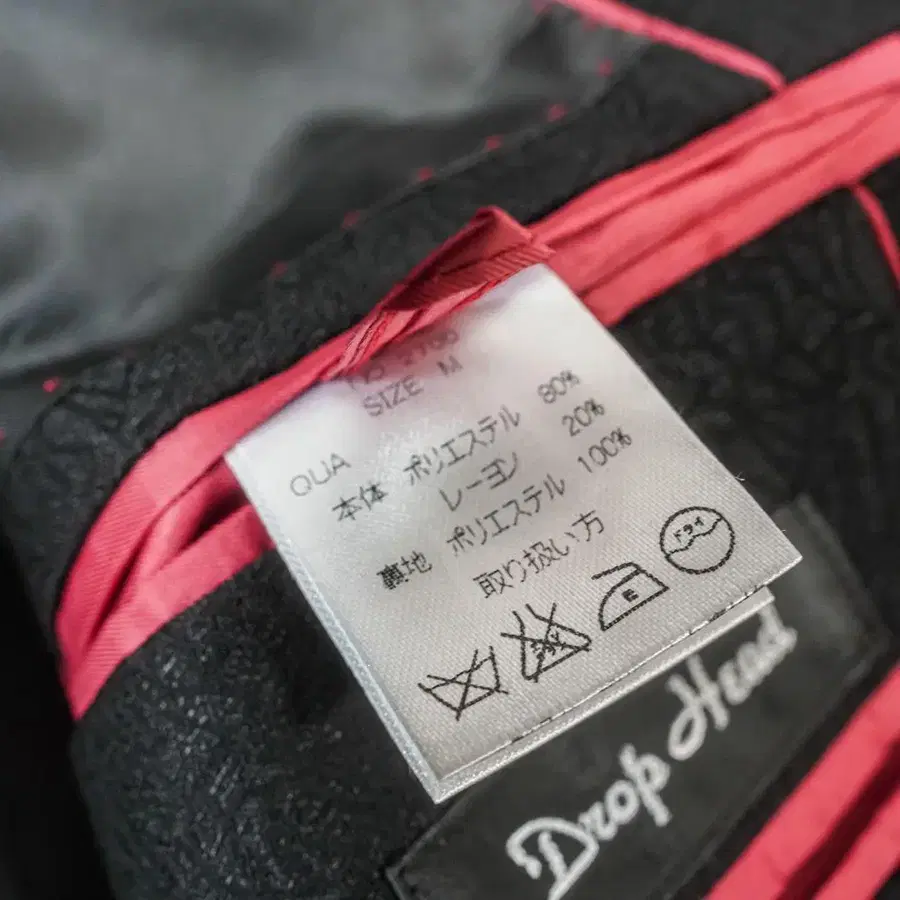 SIZE M
QUA
本体 ポリエステル 80%
レーヨン 20%
裏地 ポリエステル 100%
取り扱い方
ドライ
Drop Head